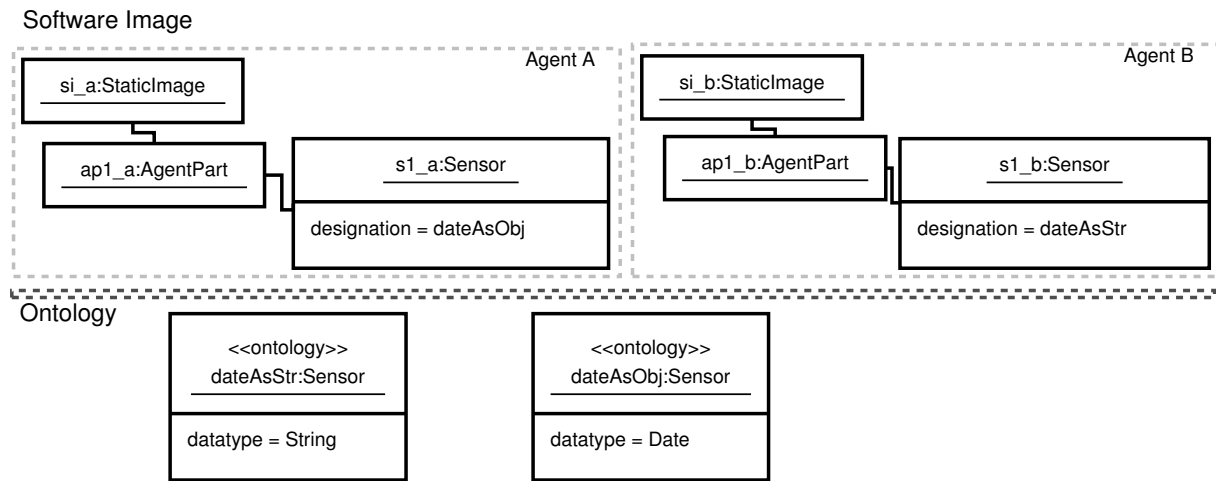 Software Image
Agent A
si_a:StaticImage
ap1_a:AgentPart
s1_a:Sensor
designation = dateAsObj
Agent B
si_b:StaticImage
ap1_b:AgentPart
s1_b:Sensor
designation = dateAsStr
Ontology
<<ontology>>
dateAsStr:Sensor
datatype = String
<<ontology>>
dateAsObj:Sensor
datatype = Date